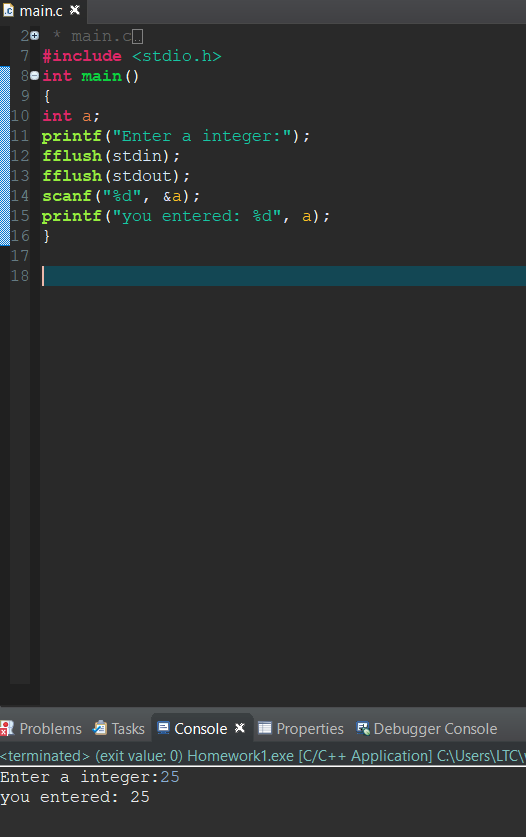 main.c
2 * main.c
7 #include <stdio.h>
8 int main()
9 {
10 int a;
11 printf("Enter a integer:");
12 fflush(stdin);
13 fflush(stdout);
14 scanf("%d", &a);
15 printf("you entered: %d", a);
16 }
17
18
Problems Tasks Console Properties Debugger Console
<terminated> (exit value: 0) Homework1.exe [C/C++ Application] C:\Users\LTC\
Enter a integer:25
you entered: 25